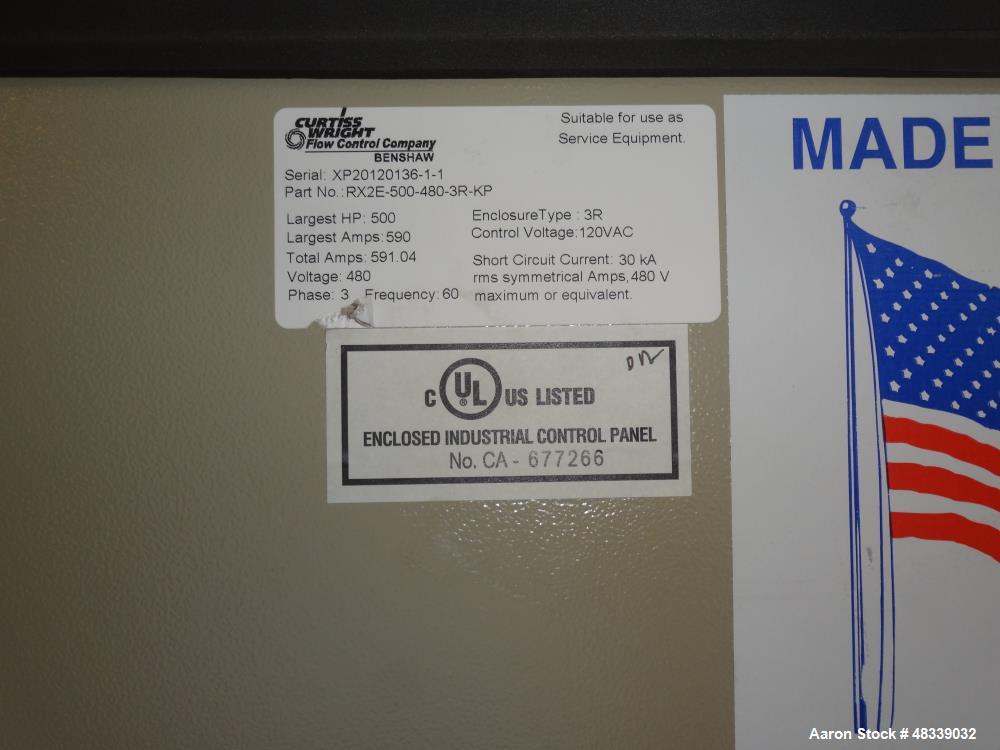 CURTISS
WRIGHT
Flow Control Company
BENSHAW
Suitable for use as
Service Equipment.
Serial: XP20120136-1-1
Part No.:RX2E-500-480-3R-KP
Largest HP: 500
Largest Amps:590
Total Amps: 591.04
Voltage: 480
Phase: 3 Frequency: 60
EnclosureType : 3R
Control Voltage:120VAC
Short Circuit Current: 30 kA
rms symmetrical Amps,480 V
maximum or equivalent.
C UL ® US LISTED
ENCLOSED INDUSTRIAL CONTROL PANEL
No. CA - 677266
MADE
Aaron Stock # 48339032